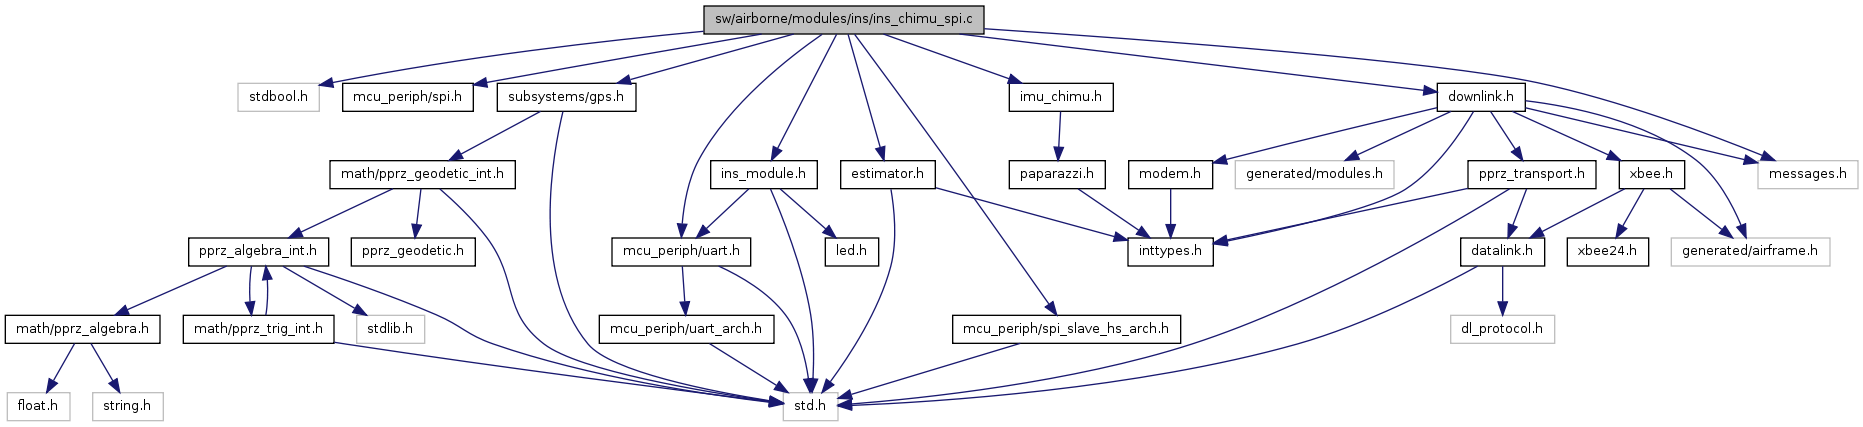 sw/airborne/modules/ins/ins_chimu_spi.c
stdbool.h
mcu_periph/spi.h
subsystems/gps.h
imu_chimu.h
downlink.h
math/pprz_geodetic_int.h
ins_module.h
estimator.h
paparazzi.h
modem.h
generated/modules.h
pprz_transport.h
xbee.h
messages.h
pprz_algebra_int.h
pprz_geodetic.h
mcu_periph/uart.h
led.h
inttypes.h
datalink.h
xbee24.h
generated/airframe.h
math/pprz_algebra.h
math/pprz_trig_int.h
stdlib.h
mcu_periph/uart_arch.h
mcu_periph/spi_slave_hs_arch.h
dl_protocol.h
float.h
string.h
std.h